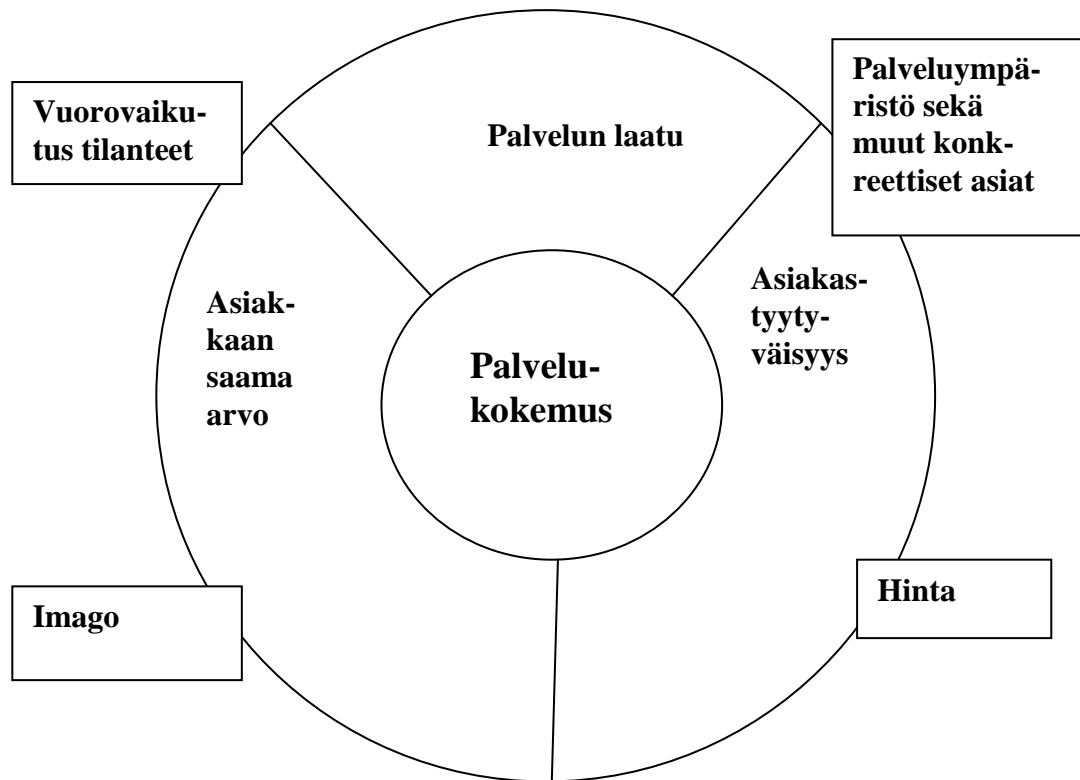 Vuorovaiku-
tus tilanteet
Palvelun laatu
Palveluympä-
ristö sekä
muut konk-
reettiset asiat
Asiak-
kaan
saama
arvo
Palvelu-
kokemus
Asiakas-
tyyty-
väisyys
Imago
Hinta